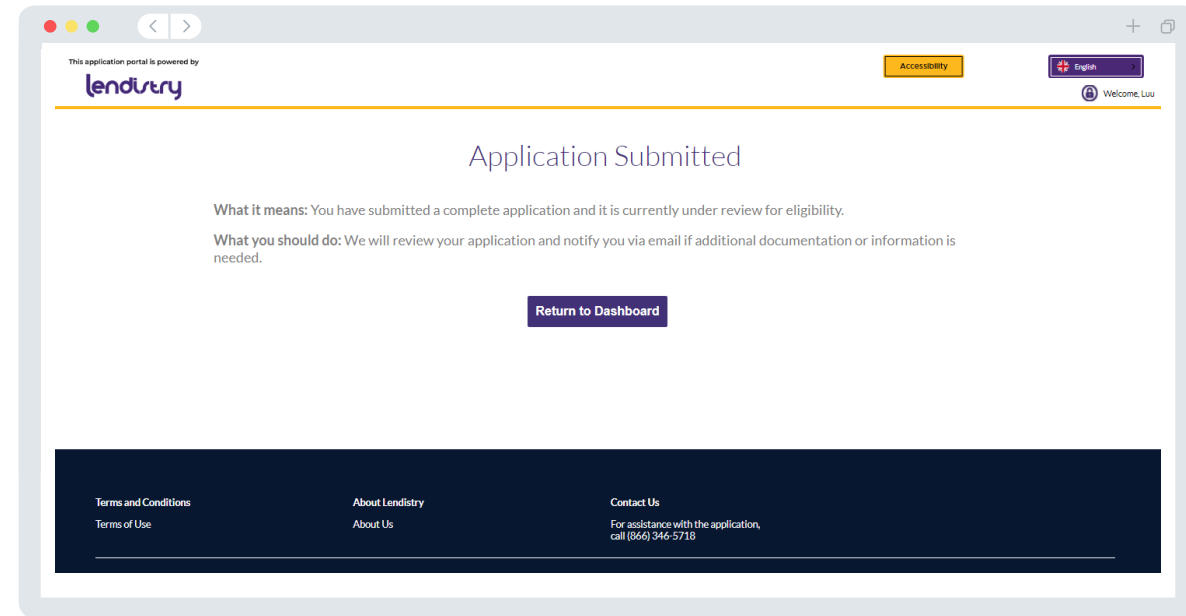 This application portal is powered by
lendistry
Accessibility
English
Welcome, Luu
Application Submitted
What it means: You have submitted a complete application and it is currently under review for eligibility.
What you should do: We will review your application and notify you via email if additional documentation or information is
needed.
Return to Dashboard
Terms and Conditions
About Lendistry
Contact Us
Terms of Use
About Us
For assistance with the application,
call (866) 346-5718